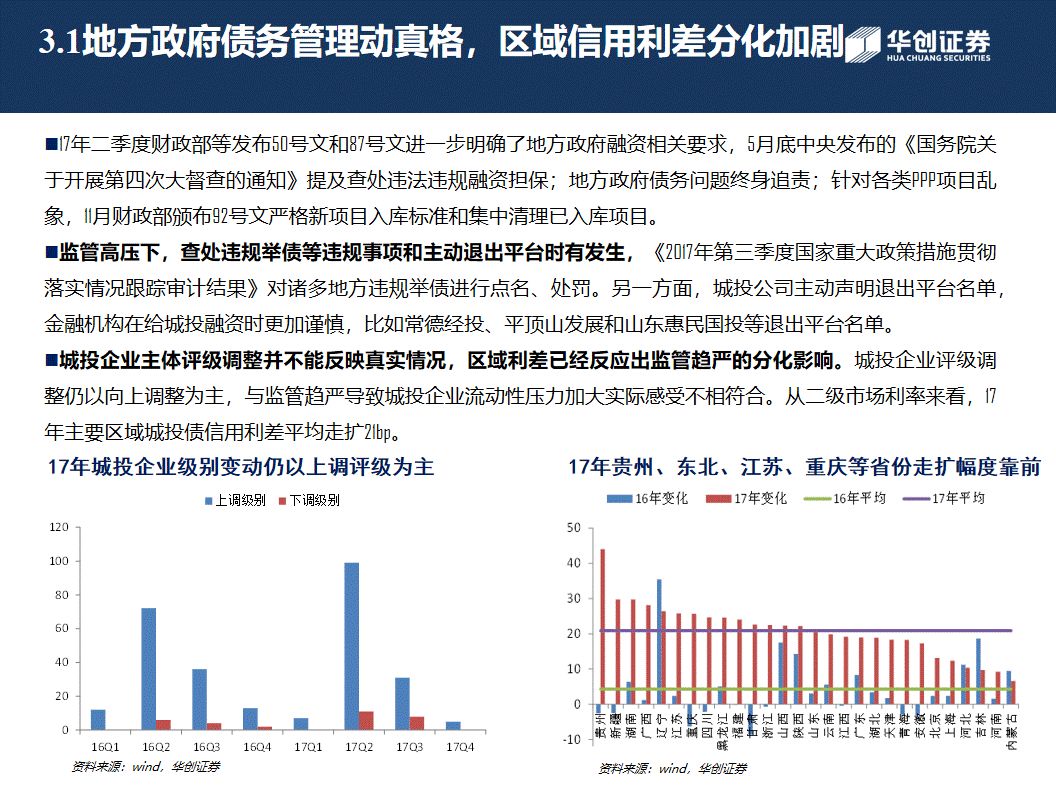 3.1地方政府债务管理动真格，区域信用利差分化加剧
华创证券
HUA CHUANG SECURITIES
■17年二季度财政部等发布50号文和87号文进一步明确了地方政府融资相关要求，5月底中央发布的《国务院关
于开展第四次大督查的通知》提及查处违法违规融资担保；地方政府债务问题终身追责；针对各类PPP项目乱
象，11月财政部颁布92号文严格新项目入库标准和集中清理已入库项目。
■监管高压下，查处违规举债等违规事项和主动退出平台时有发生，《2017年第三季度国家重大政策措施贯彻
落实情况跟踪审计结果》对诸多地方违规举债进行点名、处罚。另一方面，城投公司主动声明退出平台名单，
金融机构在给城投融资时更加谨慎，比如常德经投、平顶山发展和山东惠民国投等退出平台名单。
■城投企业主体评级调整并不能反映真实情况，区域利差已经反应出监管趋严的分化影响。城投企业评级调
整仍以向上调整为主，与监管趋严导致城投企业流动性压力加大实际感受不相符合。从二级市场利率来看，17
年主要区域城投债信用利差平均走扩21bp。
17年城投企业级别变动仍以上调评级为主
上调级别 下调级别
120
100
80
60
40
20
0
16Q1 16Q2 16Q3 16Q4 17Q1 17Q2 17Q3 17Q4
资料来源：wind，华创证券
17年贵州、东北、江苏、重庆等省份走扩幅度靠前
16年变化 17年变化 16年平均 17年平均
50
40
30
20
10
0
-10
贵州 新疆 湖南 广西 辽宁 江苏 重庆 四川 黑龙江 福建 甘肃 浙江 山西 陕西 山东 云南 江西 广东 湖北 天津 青海 安徽 北京 上海 河北 吉林 河南 内蒙古
资料来源：wind，华创证券